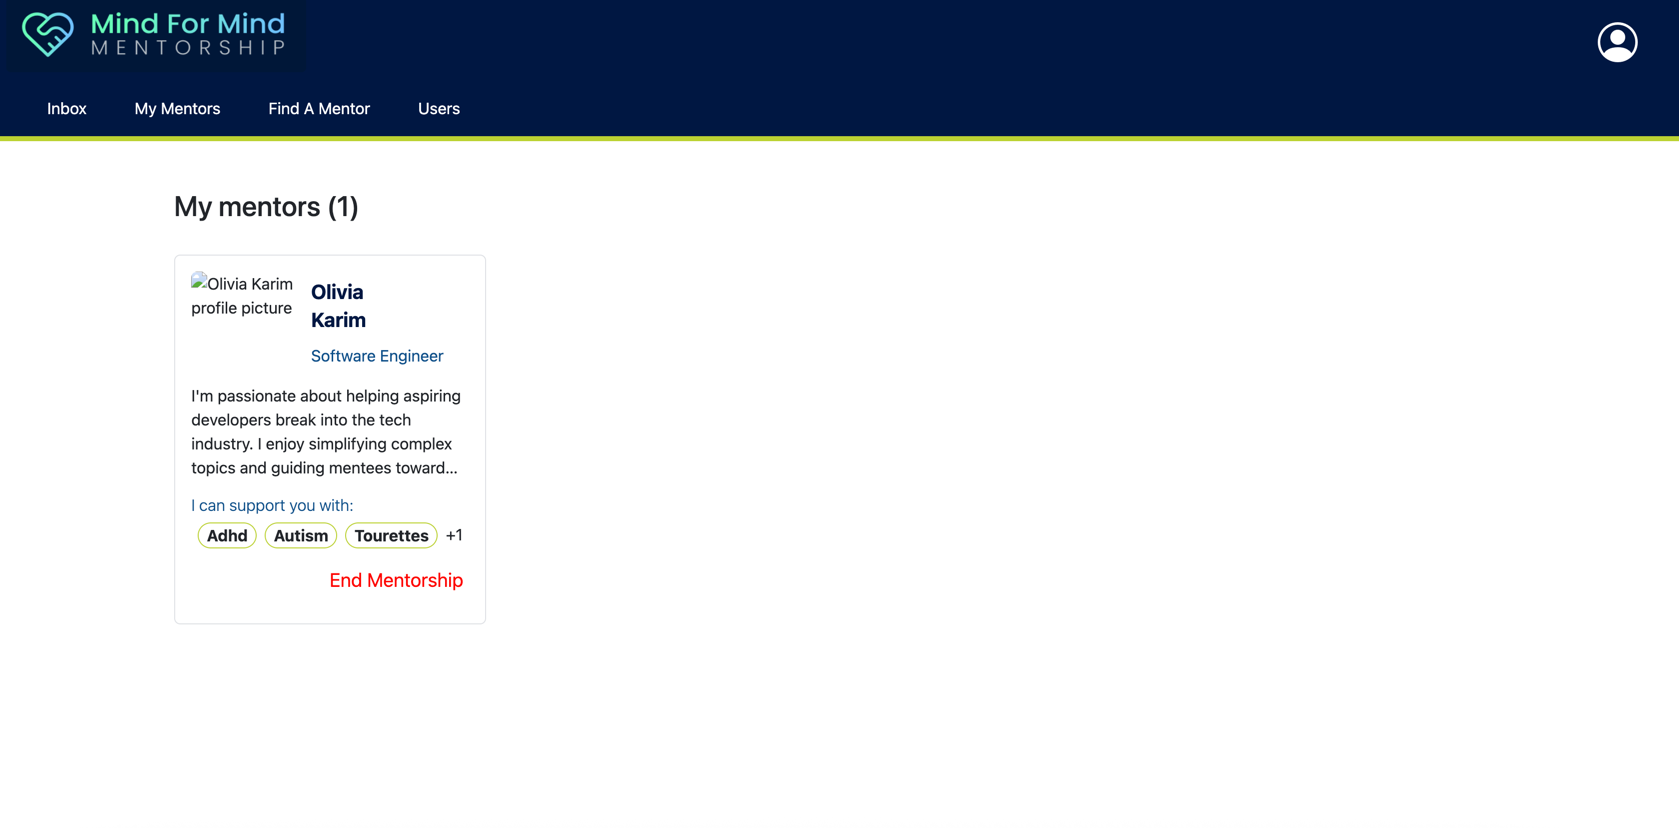 Mind For Mind
MENTORSHIP
Inbox
My Mentors
Find A Mentor
Users
My mentors (1)
Olivia Karim
profile picture
Olivia
Karim
Software Engineer
I'm passionate about helping aspiring
developers break into the tech
industry. I enjoy simplifying complex
topics and guiding mentees toward...
I can support you with:
Adhd Autism Tourettes +1
End Mentorship